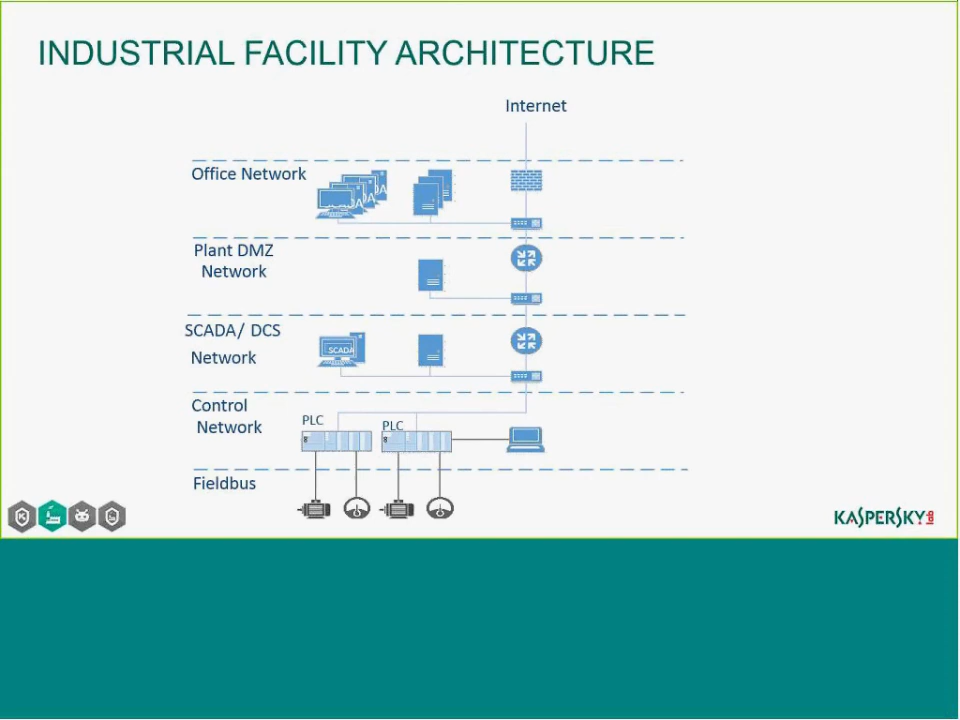 INDUSTRIAL FACILITY ARCHITECTURE
Internet
Office Network
Plant DMZ
Network
SCADA/ DCS
Network
SCADA
Control
Network
PLC
PLC
Fieldbus
KASPERSKY lab